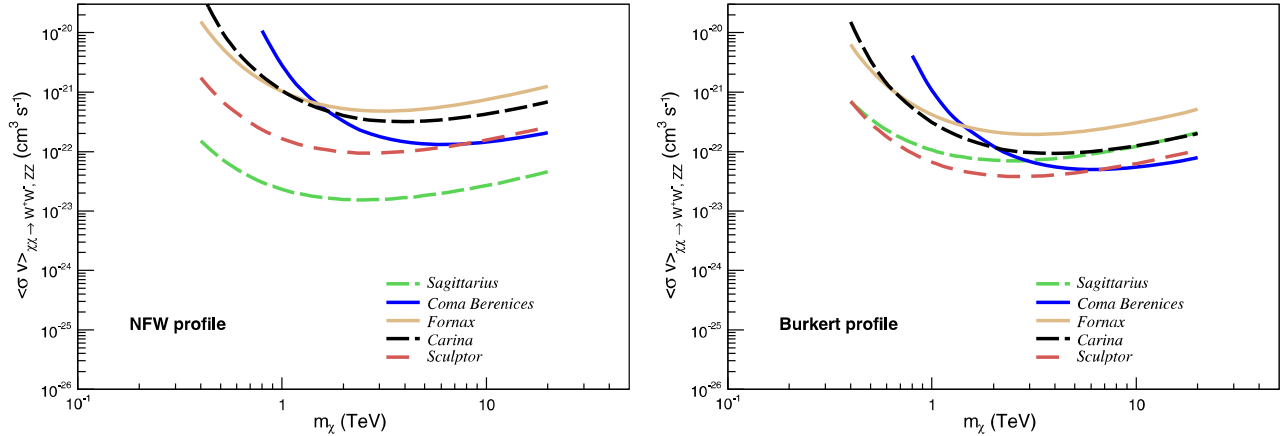 <σ v>χχ → W+W-, ZZ (cm³ s⁻¹)
10⁻²⁰
10⁻²¹
10⁻²²
10⁻²³
10⁻²⁴
10⁻²⁵
10⁻²⁶
Sagittarius
Coma Berenices
Fornax
Carina
Sculptor
NFW profile
10⁻¹ 1 10
mχ (TeV)
<σ v>χχ → W+W-, ZZ (cm³ s⁻¹)
10⁻²⁰
10⁻²¹
10⁻²²
10⁻²³
10⁻²⁴
10⁻²⁵
10⁻²⁶
Sagittarius
Coma Berenices
Fornax
Carina
Sculptor
Burkert profile
10⁻¹ 1 10
mχ (TeV)